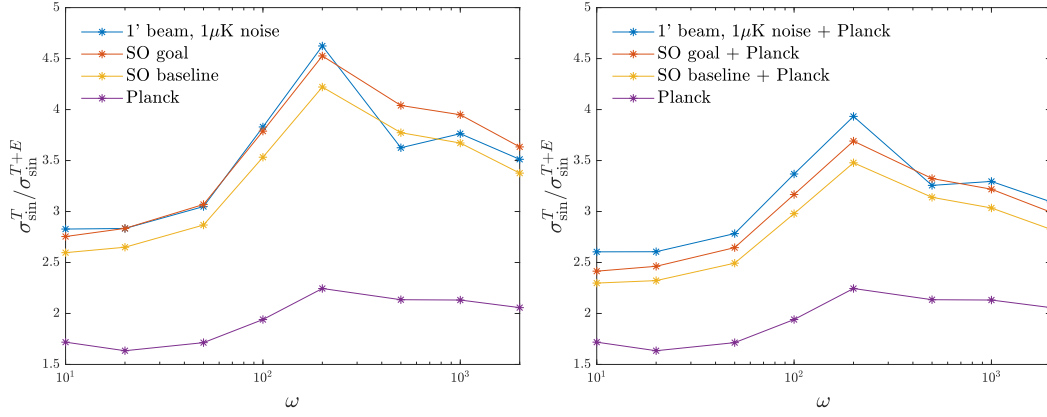 5
4.5
4
3.5
3
2.5
2
1.5
10^1
10^2
10^3
ω
σ^T_sin/σ^{T+E}_sin
1' beam, 1μK noise
SO goal
SO baseline
Planck
5
4.5
4
3.5
3
2.5
2
1.5
10^1
10^2
10^3
ω
σ^T_sin/σ^{T+E}_sin
1' beam, 1μK noise + Planck
SO goal + Planck
SO baseline + Planck
Planck